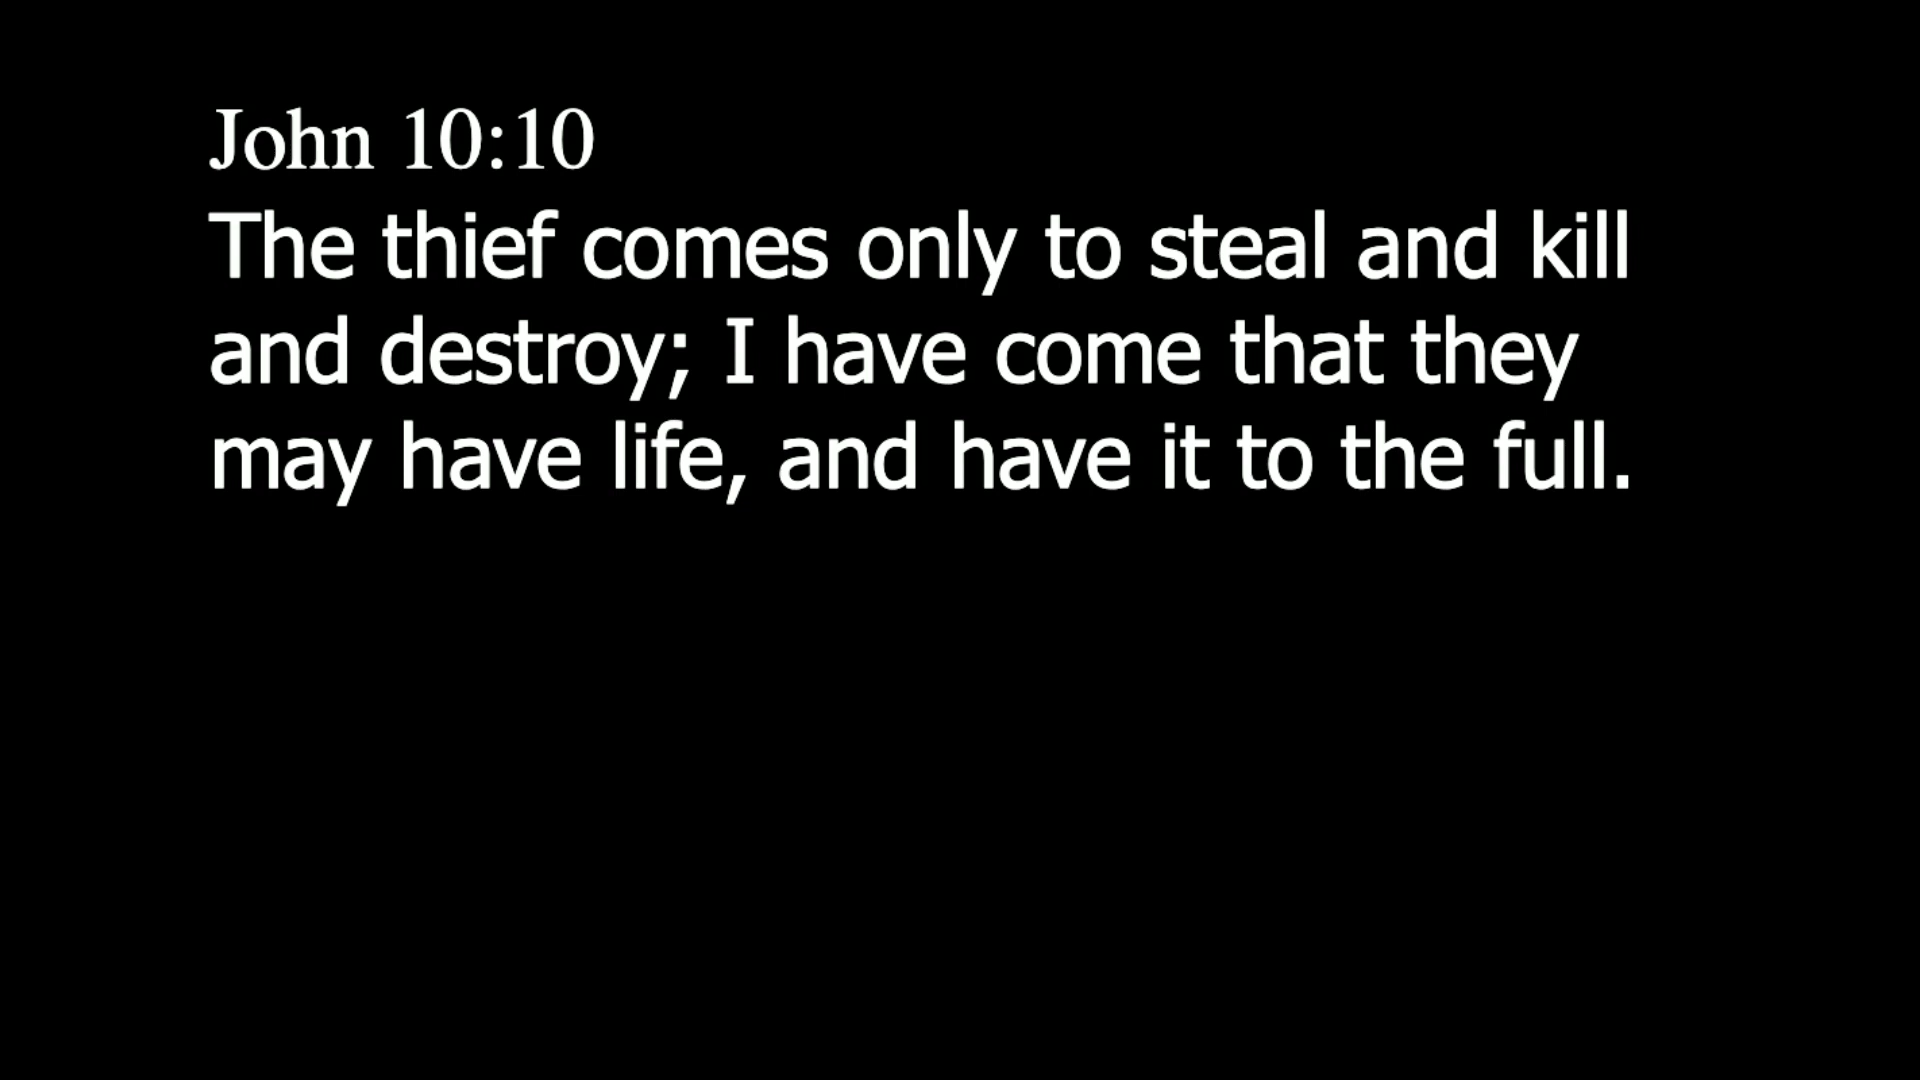 John 10:10
The thief comes only to steal and kill
and destroy; I have come that they
may have life, and have it to the full.